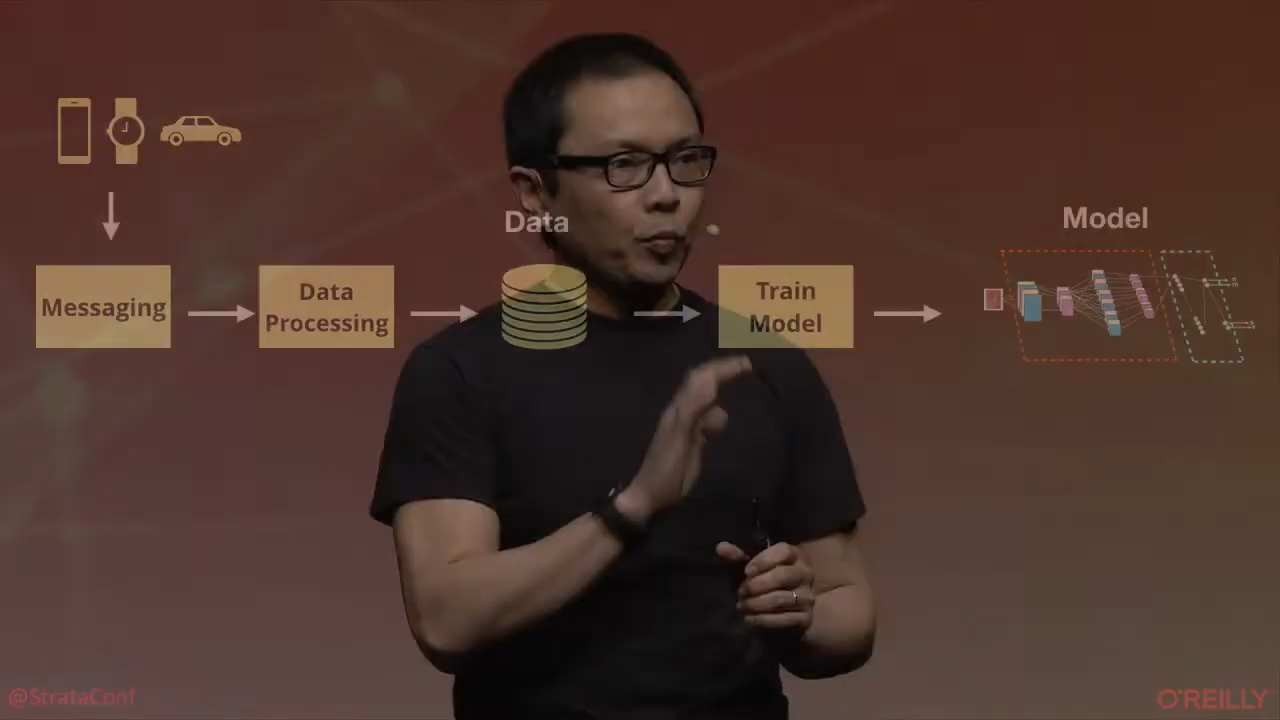 Data
Model
Messaging
Data
Processing
Train
Model
@StrataConf
O'REILLY